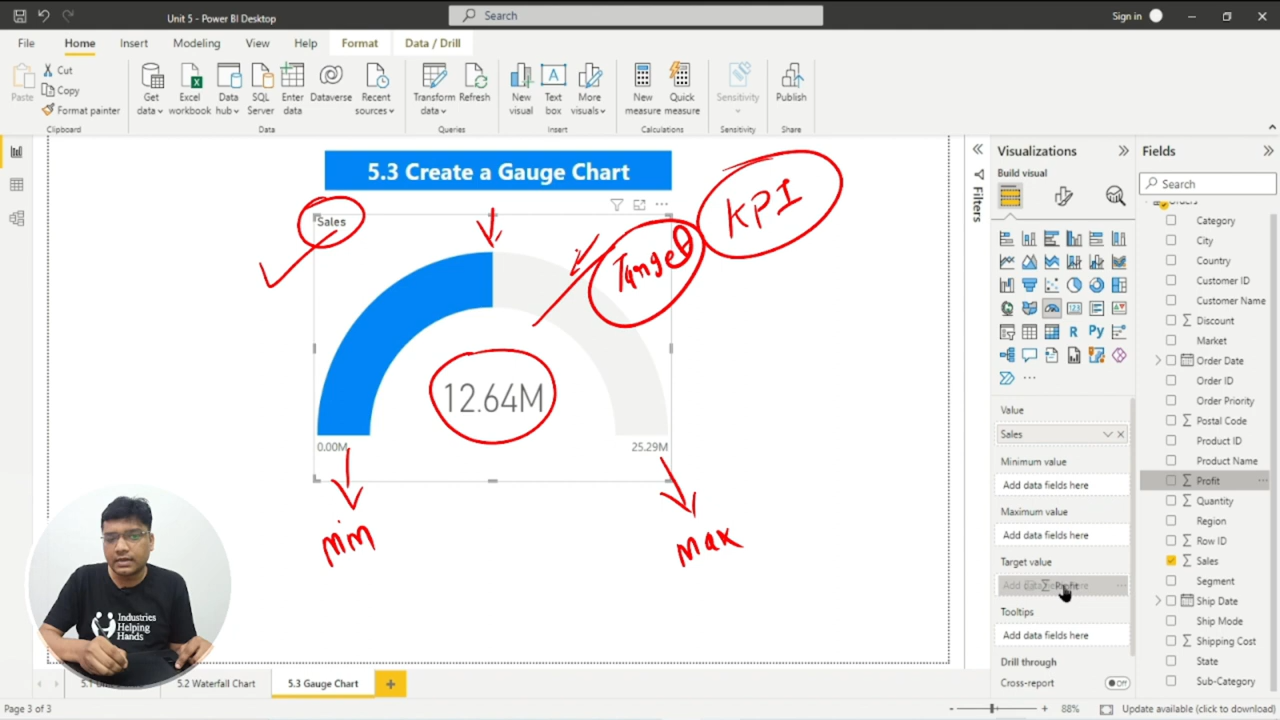 Unit 5 - Power BI Desktop
Search
Sign in
File Home Insert Modeling View Help Format Data / Drill
Paste
Cut
Copy
Format painter
Clipboard
Get data
Excel workbook
Data hub
SQL Server
Enter data
Dataverse
Recent sources
Data
Transform data
Refresh
Queries
New visual
Text box
More visuals
Insert
New measure
Quick measure
Calculations
Sensitivity
Sensitivity
Publish
Share
5.3 Create a Gauge Chart
Sales
KPI
Target
12.64M
0.00M
25.29M
min
max
Industries
Helping
Hands
Filters
Visualizations
Build visual
R
Py
Value
Sales
Minimum value
Add data fields here
Maximum value
Add data fields here
Target value
Profit
Tooltips
Add data fields here
Drill through
Cross-report
Off
Fields
Search
Category
City
Country
Customer ID
Customer Name
Discount
Market
Order Date
Order ID
Order Priority
Postal Code
Product ID
Product Name
Profit
Quantity
Region
Row ID
Sales
Segment
Ship Date
Ship Mode
Shipping Cost
State
Sub-Category
5.2 Waterfall Chart
5.3 Gauge Chart
Page 3 of 3
88%
Update available (click to download)